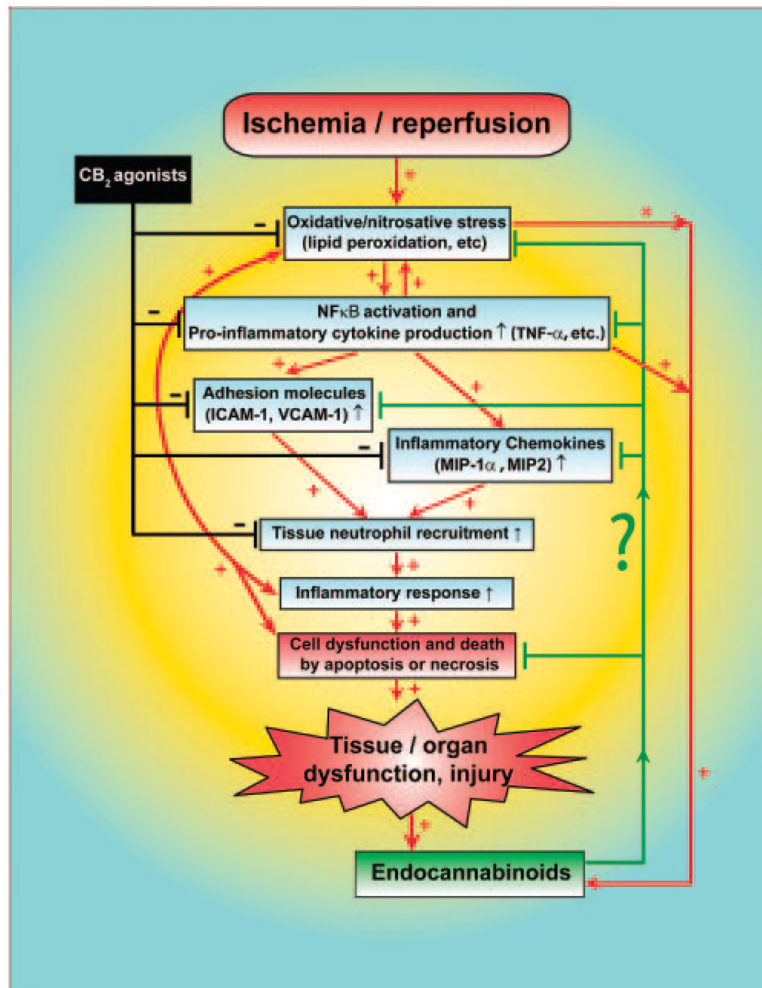 Ischemia / reperfusion
CB₂ agonists
Oxidative/nitrosative stress
(lipid peroxidation, etc)
NFκB activation and
Pro-inflammatory cytokine production ↑ (TNF-α, etc.)
Adhesion molecules
(ICAM-1, VCAM-1) ↑
Inflammatory Chemokines
(MIP-1α , MIP2) ↑
Tissue neutrophil recruitment ↑
?
Inflammatory response ↑
Cell dysfunction and death
by apoptosis or necrosis
Tissue / organ
dysfunction, injury
Endocannabinoids